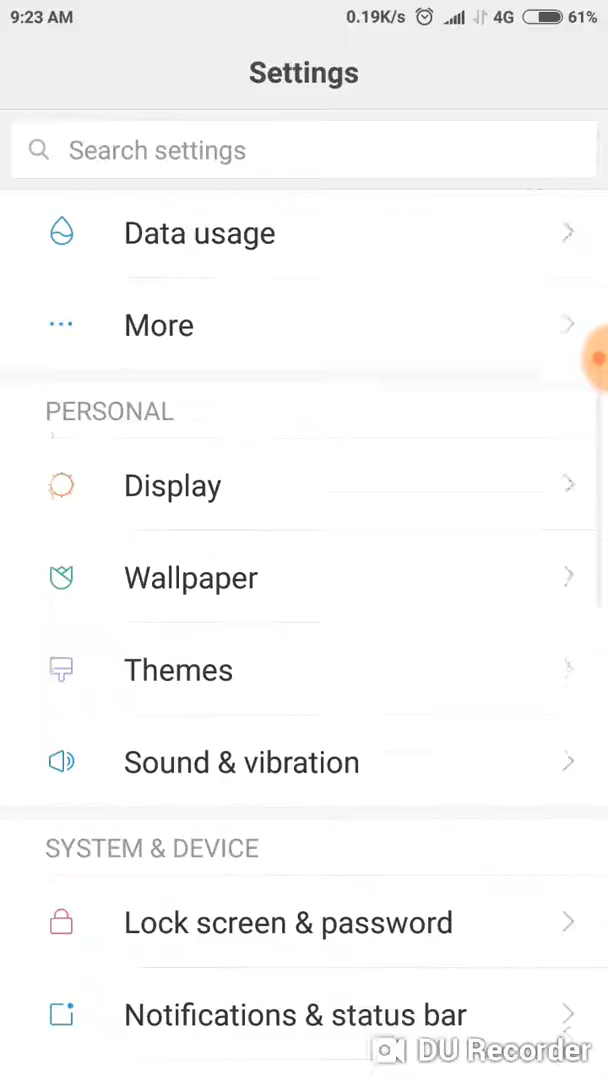 9:23 AM 0.19K/s 4G 61%
Settings
Search settings
Data usage
More
PERSONAL
Display
Wallpaper
Themes
Sound & vibration
SYSTEM & DEVICE
Lock screen & password
Notifications & status bar
DU Recorder